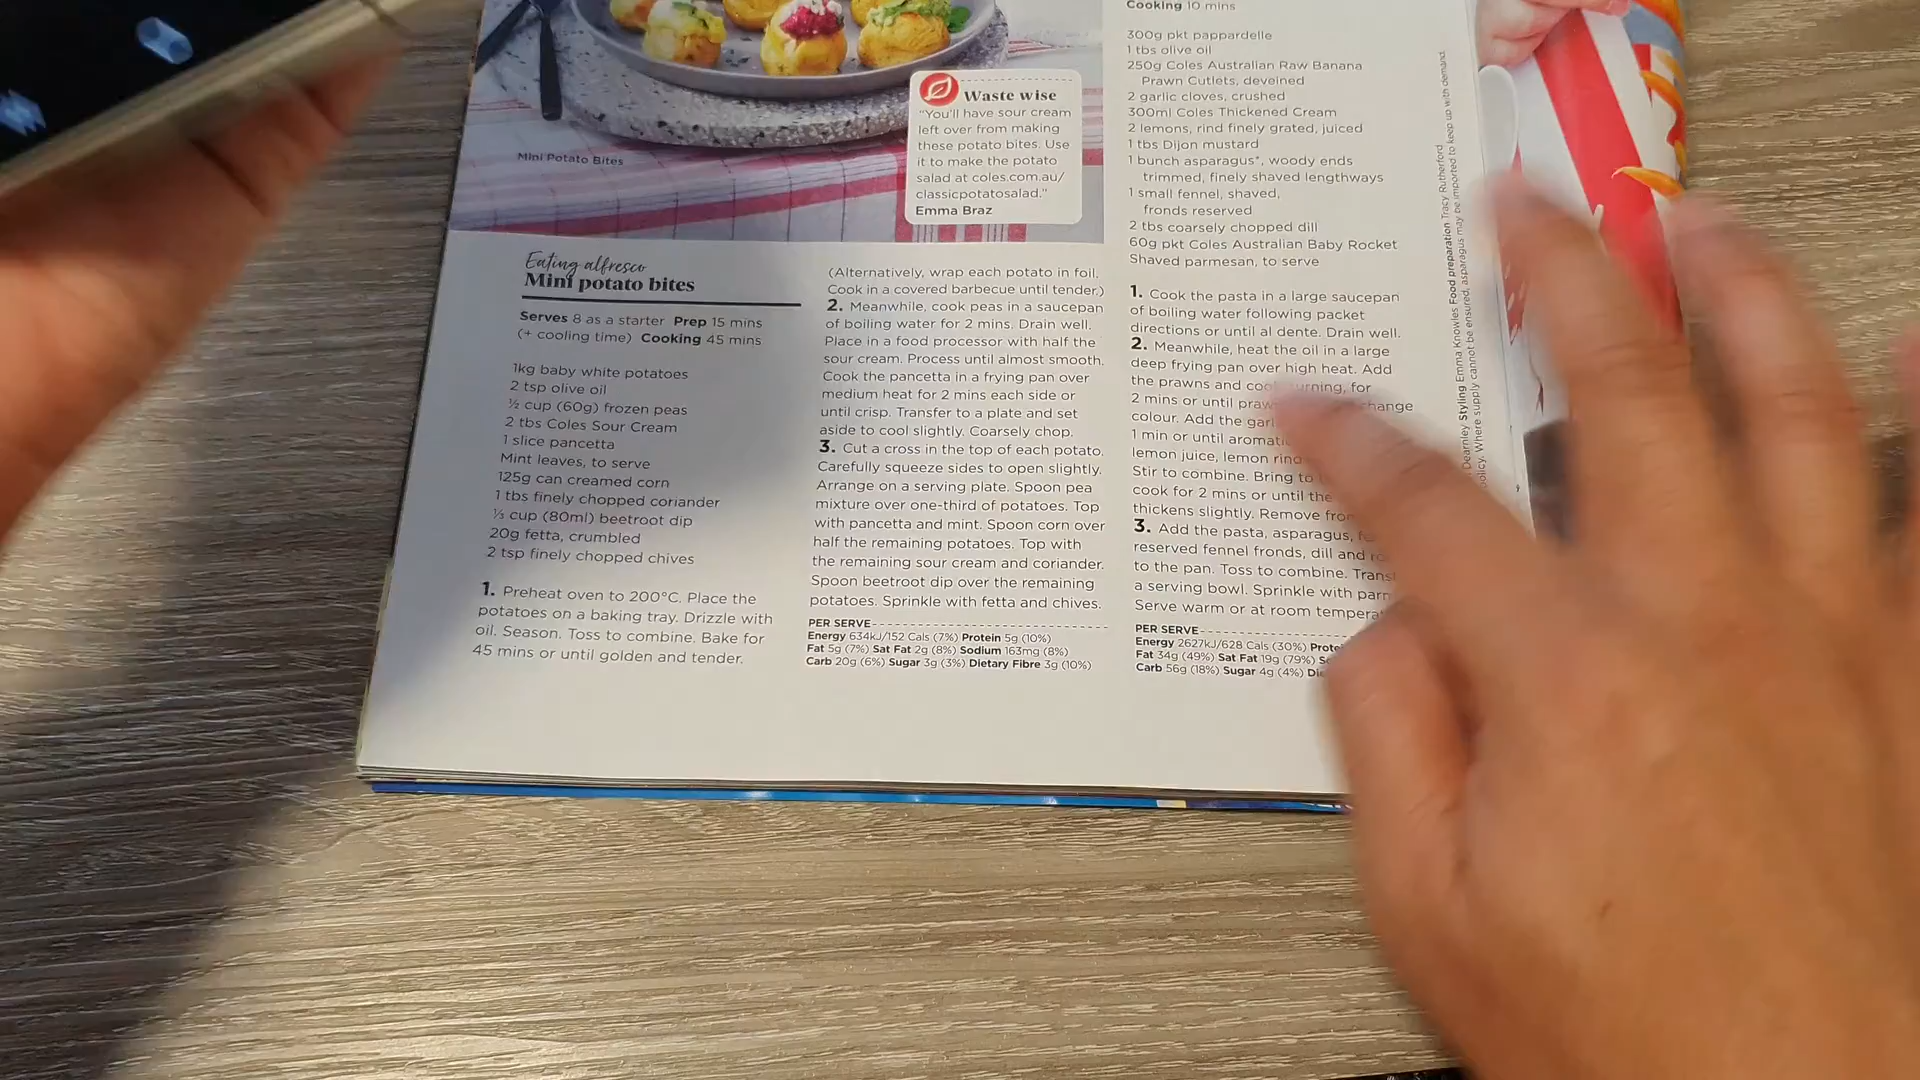 Mini Potato Bites
Waste wise
"You'll have sour cream
left over from making
these potato bites. Use
it to make the potato
salad at coles.com.au/
classicpotatosalad."
Emma Braz
Eating alfresco
Mini potato bites
Serves 8 as a starter Prep 15 mins
(+ cooling time) Cooking 45 mins
1kg baby white potatoes
2 tsp olive oil
½ cup (60g) frozen peas
2 tbs Coles Sour Cream
1 slice pancetta
Mint leaves, to serve
125g can creamed corn
1 tbs finely chopped coriander
⅓ cup (80ml) beetroot dip
20g fetta, crumbled
2 tsp finely chopped chives
1. Preheat oven to 200°C. Place the
potatoes on a baking tray. Drizzle with
oil. Season. Toss to combine. Bake for
45 mins or until golden and tender.
(Alternatively, wrap each potato in foil.
Cook in a covered barbecue until tender.)
2. Meanwhile, cook peas in a saucepan
of boiling water for 2 mins. Drain well.
Place in a food processor with half the
sour cream. Process until almost smooth.
Cook the pancetta in a frying pan over
medium heat for 2 mins each side or
until crisp. Transfer to a plate and set
aside to cool slightly. Coarsely chop.
3. Cut a cross in the top of each potato.
Carefully squeeze sides to open slightly.
Arrange on a serving plate. Spoon pea
mixture over one-third of potatoes. Top
with pancetta and mint. Spoon corn over
half the remaining potatoes. Top with
the remaining sour cream and coriander.
Spoon beetroot dip over the remaining
potatoes. Sprinkle with fetta and chives.
PER SERVE
Energy 634kJ/152 Cals (7%) Protein 5g (10%)
Fat 5g (7%) Sat Fat 2g (8%) Sodium 163mg (8%)
Carb 20g (6%) Sugar 3g (3%) Dietary Fibre 3g (10%)
Cooking 10 mins
300g pkt pappardelle
1 tbs olive oil
250g Coles Australian Raw Banana
Prawn Cutlets, deveined
2 garlic cloves, crushed
300ml Coles Thickened Cream
2 lemons, rind finely grated, juiced
1 tbs Dijon mustard
1 bunch asparagus*, woody ends
trimmed, finely shaved lengthways
1 small fennel, shaved,
fronds reserved
2 tbs coarsely chopped dill
60g pkt Coles Australian Baby Rocket
Shaved parmesan, to serve
1. Cook the pasta in a large saucepan
of boiling water following packet
directions or until al dente. Drain well.
2. Meanwhile, heat the oil in a large
deep frying pan over high heat. Add
the prawns and for
2 mins or until change
colour. Add the
1 min or until
lemon juice, lemon
Stir to combine. Bring to
cook for 2 mins or until the
thickens slightly. Remove
3. Add the pasta, asparagus,
reserved fennel fronds, dill and
to the pan. Toss to combine.
a serving bowl. Sprinkle with
Serve warm or at room
PER SERVE
Energy 2627kJ/628 Cals (30%)
Fat 34g (49%) Sat Fat 19g (79%)
Carb 56g (18%) Sugar 4g (4%)
Dearnley Styling Emma Knowles Food preparation Tracy Rutherford
policy. Where supply cannot be ensured, asparagus may be imported to keep up with demand.